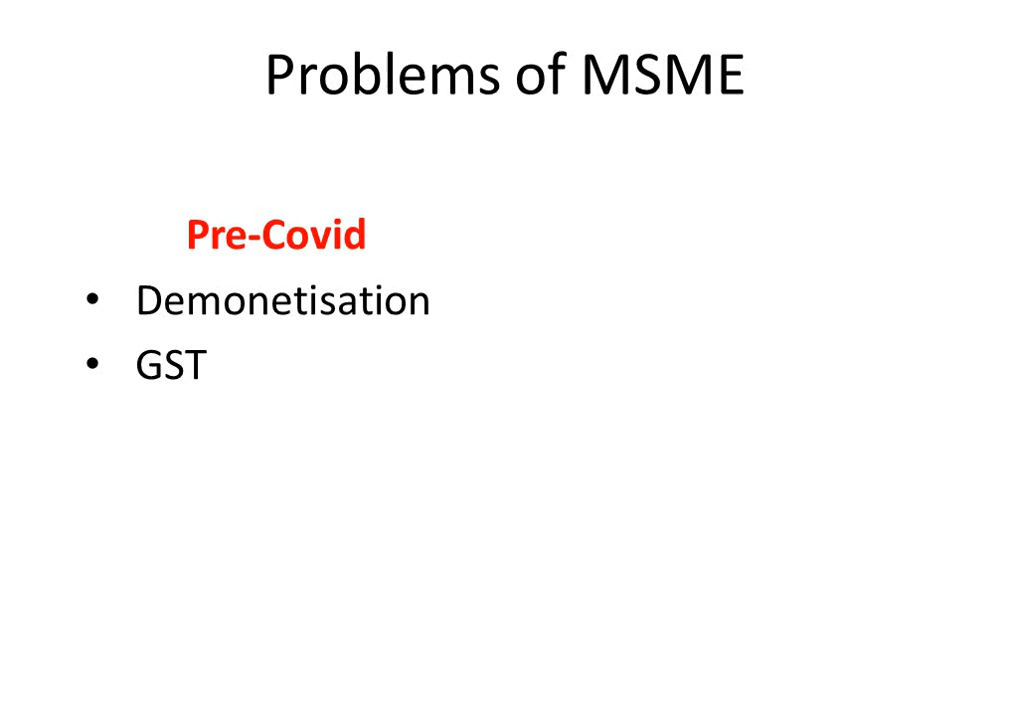 Problems of MSME
Pre-Covid
• Demonetisation
• GST